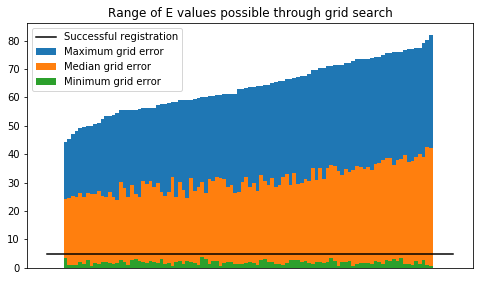 Range of E values possible through grid search
Successful registration
Maximum grid error
Median grid error
Minimum grid error
80
70
60
50
40
30
20
10
0